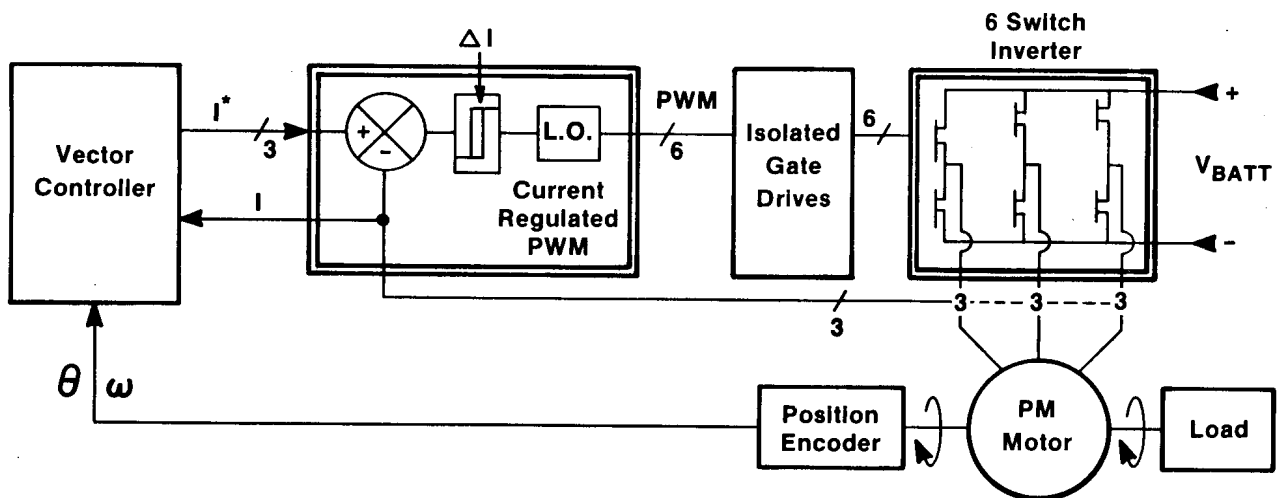 6 Switch
Inverter
ΔI
I*
3
+
-
L.O.
PWM
6
6
+
-
V_BATT
Vector
Controller
I
Current
Regulated
PWM
Isolated
Gate
Drives
3
3
3
3
θ ω
Position
Encoder
PM
Motor
Load